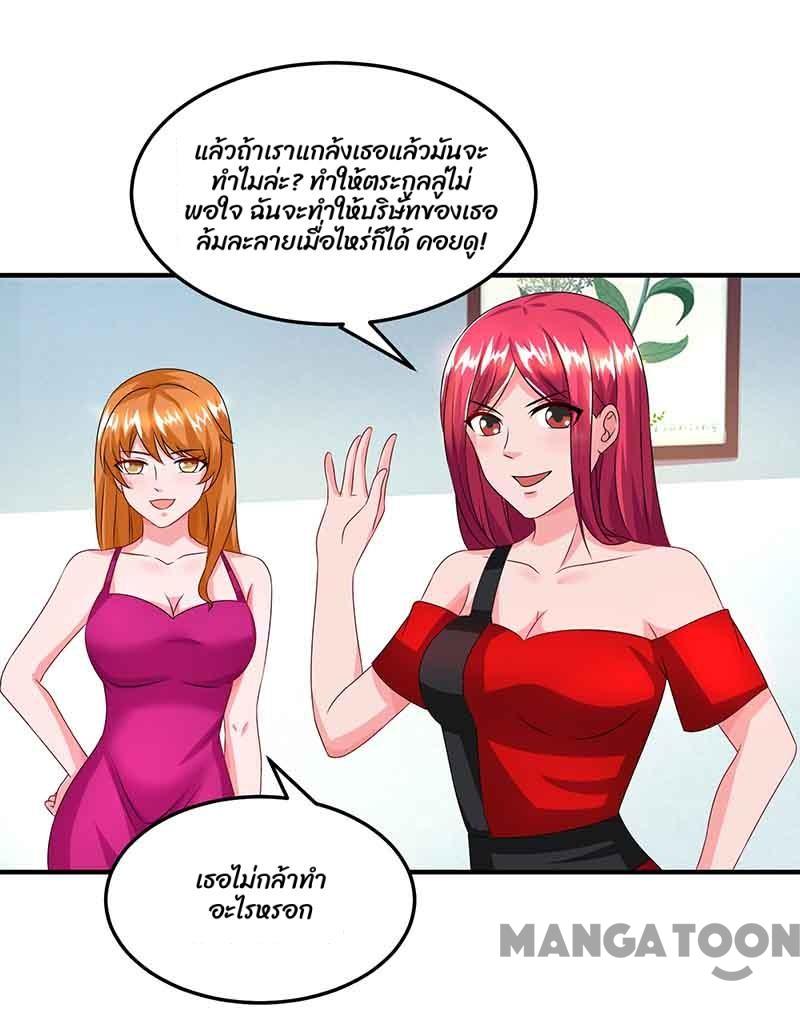 แล้วถ้าเราแกล้งเธอแล้วมันจะ
ทำไมล่ะ? ทำให้ตระกูลลู่ไม่
พอใจ ฉันจะทำให้บริษัทของเธอ
ล้มละลายเมื่อไหร่ก็ได้ คอยดู!
เธอไม่กล้าทำ
อะไรหรอก
MANGATOON